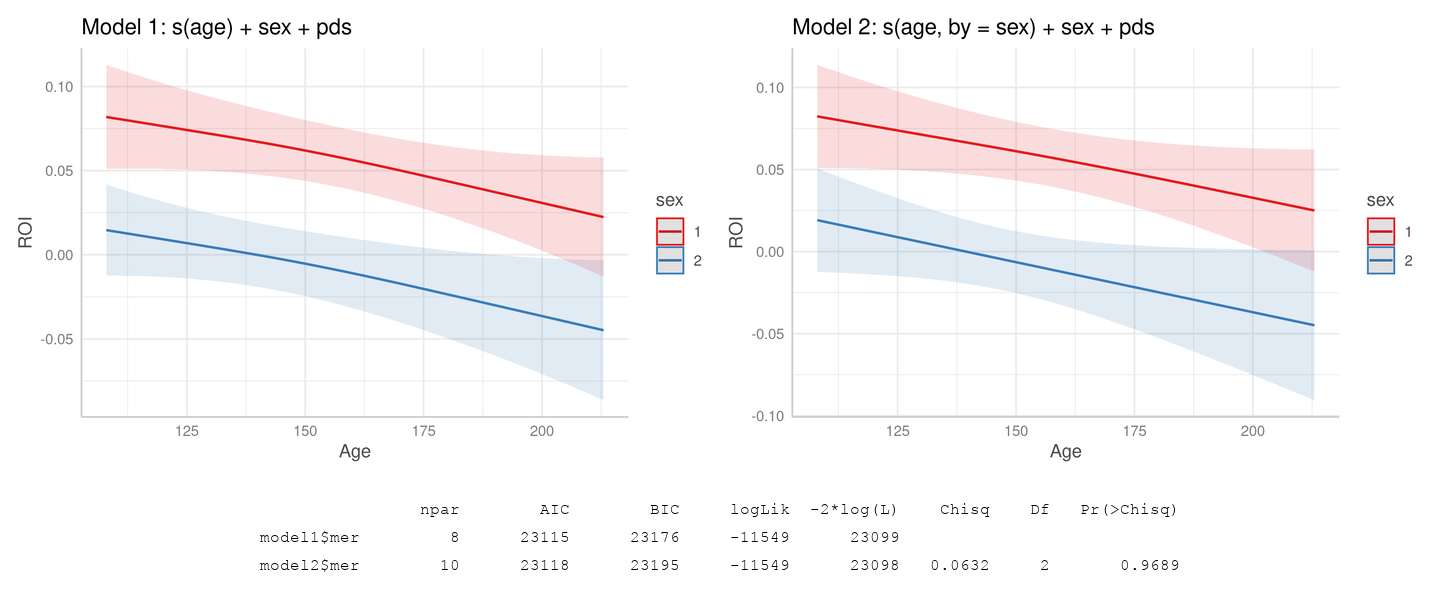 Model 1: s(age) + sex + pds
0.10
0.05
0.00
-0.05
ROI
125 150 175 200
Age
sex
1
2
Model 2: s(age, by = sex) + sex + pds
0.10
0.05
0.00
-0.05
-0.10
ROI
125 150 175 200
Age
sex
1
2
npar AIC BIC logLik -2*log(L) Chisq Df Pr(>Chisq)
model1$mer 8 23115 23176 -11549 23099
model2$mer 10 23118 23195 -11549 23098 0.0632 2 0.9689